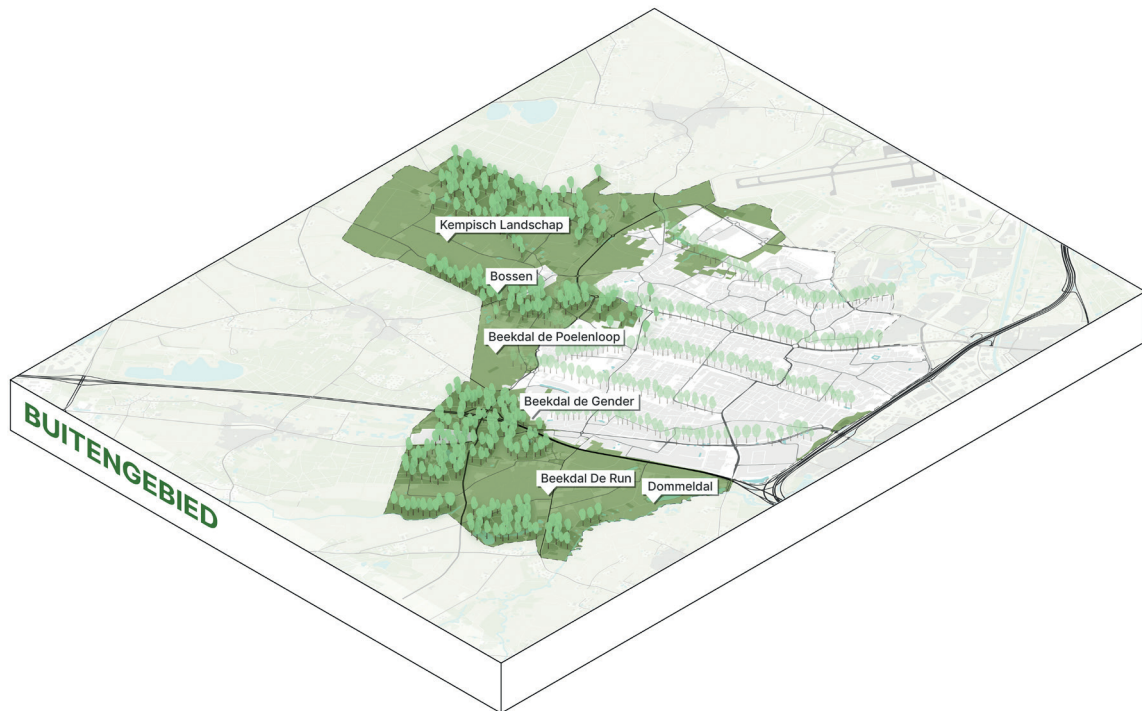 Kempisch Landschap
Bossen
Beekdal de Poelenloop
Beekdal de Gender
Beekdal De Run
Dommeldal
BUITENGEBIED